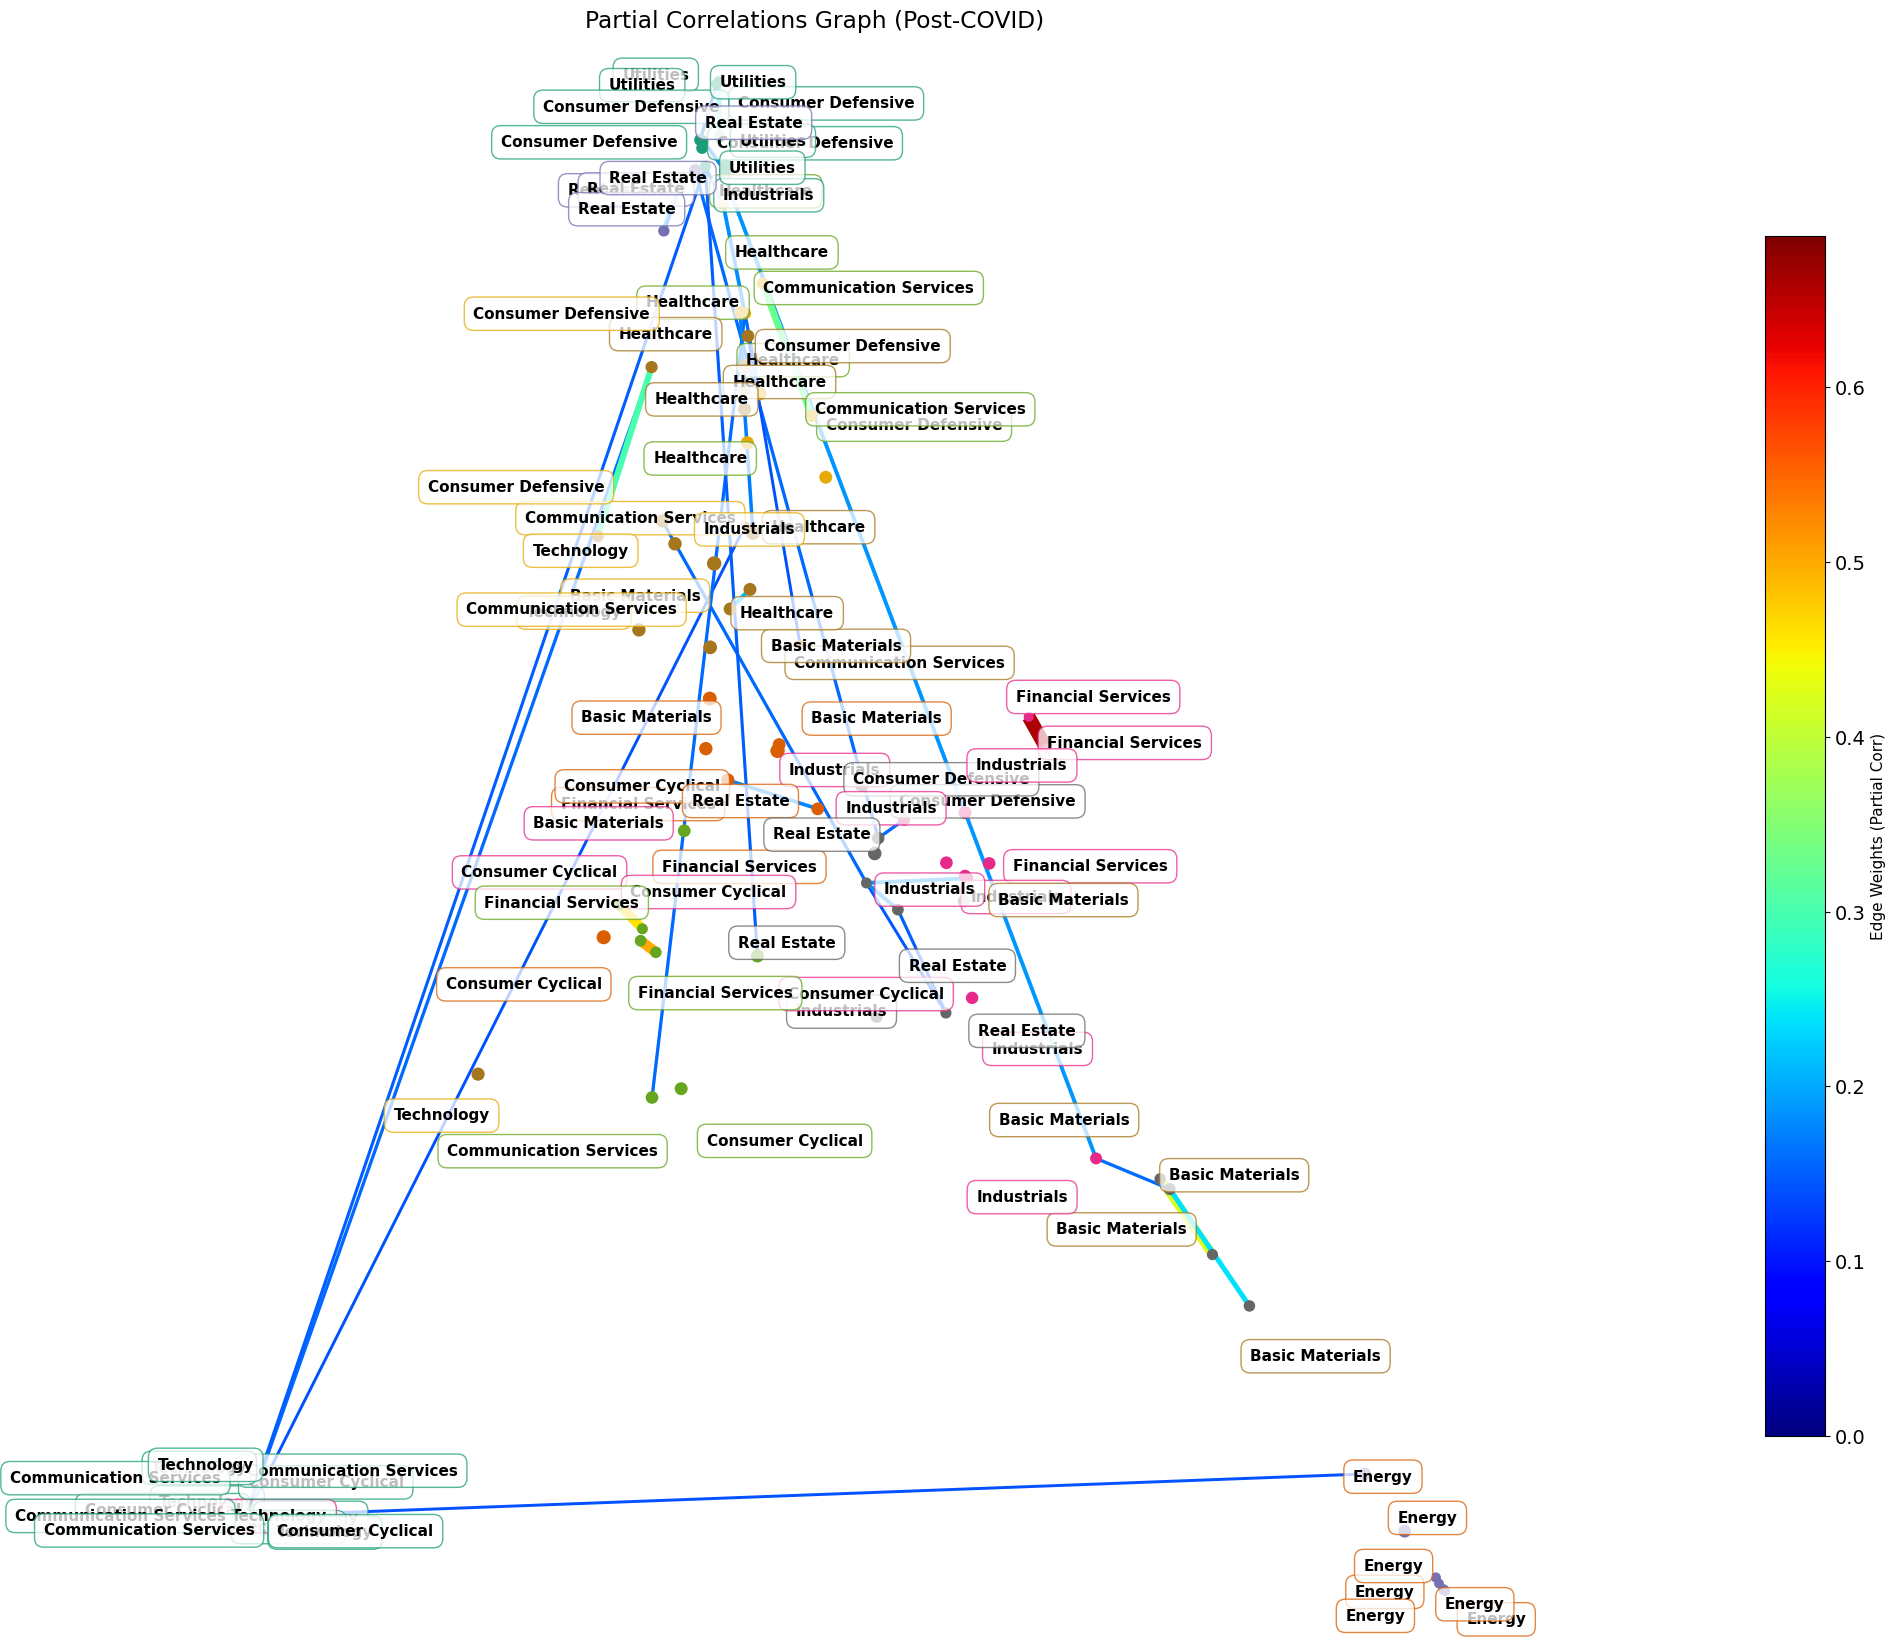 Partial Correlations Graph (Post-COVID)
Utilities
Utilities
Utilities
Consumer Defensive
Consumer Defensive
Real Estate
Consumer Defensive
Utilities
Consumer Defensive
Utilities
Real Estate
Real Estate
Healthcare
Industrials
Real Estate
Healthcare
Communication Services
Healthcare
Consumer Defensive
Healthcare
Consumer Defensive
Healthcare
Healthcare
Healthcare
Communication Services
Consumer Defensive
Healthcare
Consumer Defensive
Communication Services
Industrials
Healthcare
Technology
Basic Materials
Communication Services
Technology
Healthcare
Basic Materials
Communication Services
Financial Services
Basic Materials
Basic Materials
Financial Services
Industrials
Industrials
Consumer Defensive
Consumer Cyclical
Real Estate
Consumer Defensive
Financial Services
Industrials
Basic Materials
Real Estate
Financial Services
Financial Services
Consumer Cyclical
Industrials
Consumer Cyclical
Industrials
Basic Materials
Financial Services
Real Estate
Real Estate
Consumer Cyclical
Financial Services
Consumer Cyclical
Industrials
Real Estate
Industrials
Technology
Basic Materials
Consumer Cyclical
Communication Services
Basic Materials
Industrials
Basic Materials
Basic Materials
Technology
Communication Services
Communication Services
Consumer Cyclical
Technology
Consumer Cyclical
Communication Services
Technology
Communication Services
Consumer Cyclical
Energy
Energy
Energy
Energy
Energy
Energy
Energy
0.6
0.5
0.4
0.3
0.2
0.1
0.0
Edge Weights (Partial Corr)